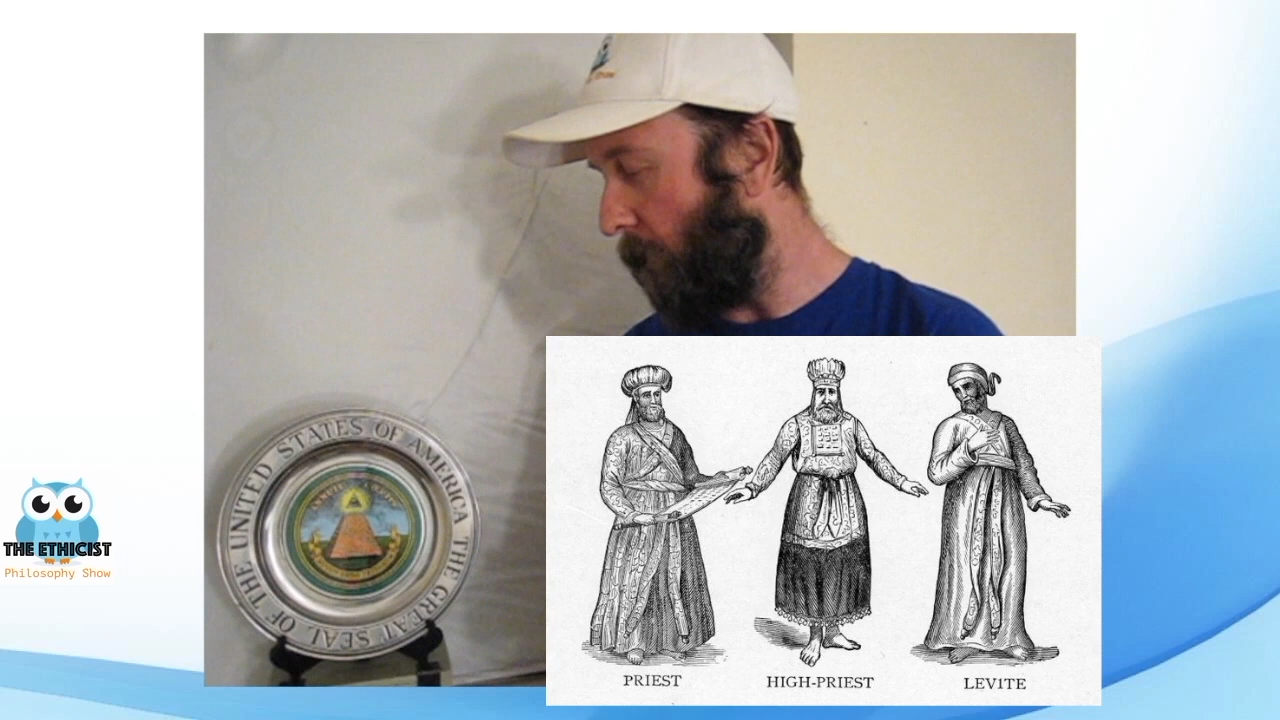 THE UNITED STATES OF AMERICA THE GREAT SEAL OF
THE ETHICIST
Philosophy Show
PRIEST
HIGH-PRIEST
LEVITE